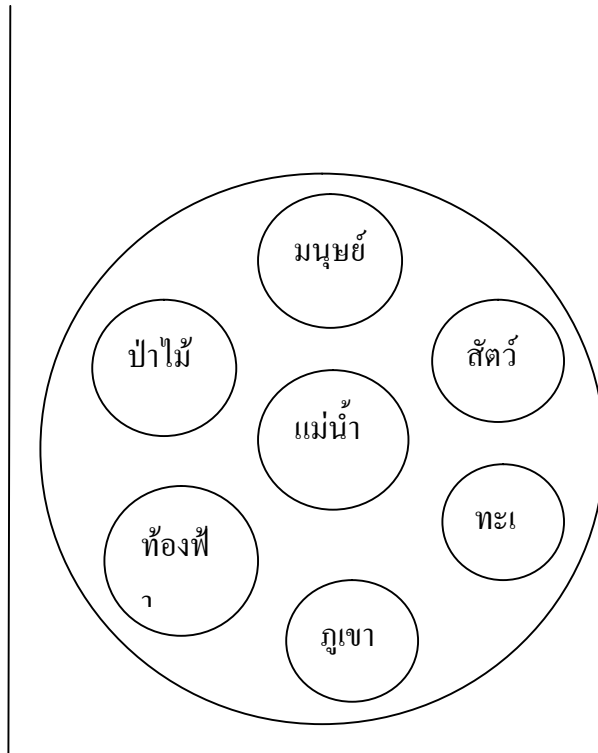 มนุษย์
ป่าไม้
สัตว์
แม่น้ำ
ทะเ
ท้องฟ้
า
ภูเขา